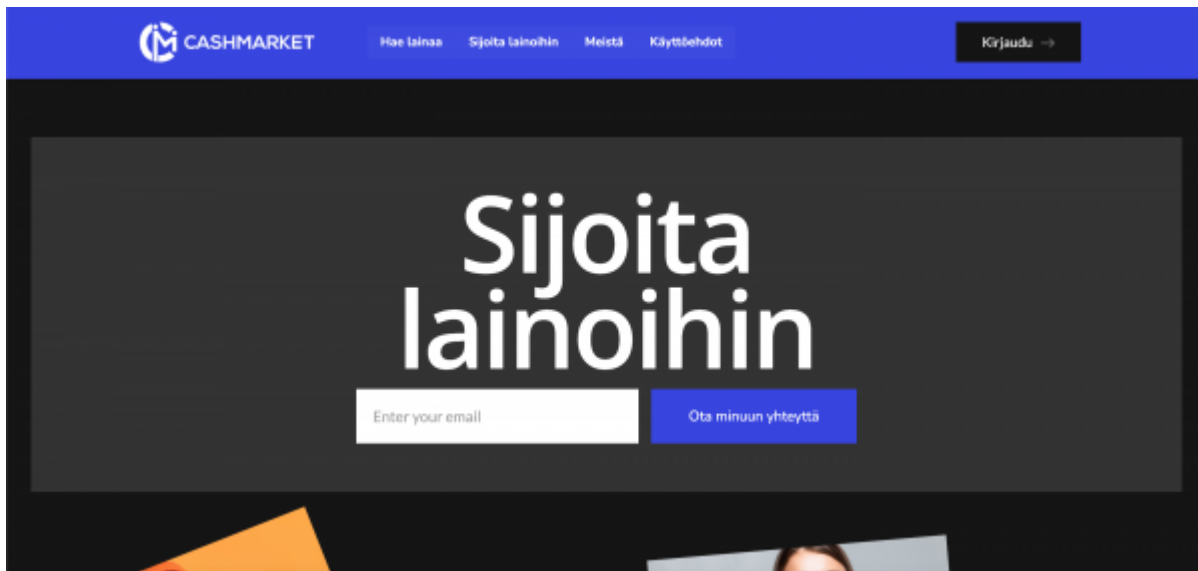 CASHMARKET
Hae lainaa Sijoita lainoihin Meistä Käyttöehdot
Kirjaudu →
Sijoita
lainoihin
Enter your email
Ota minuun yhteyttä